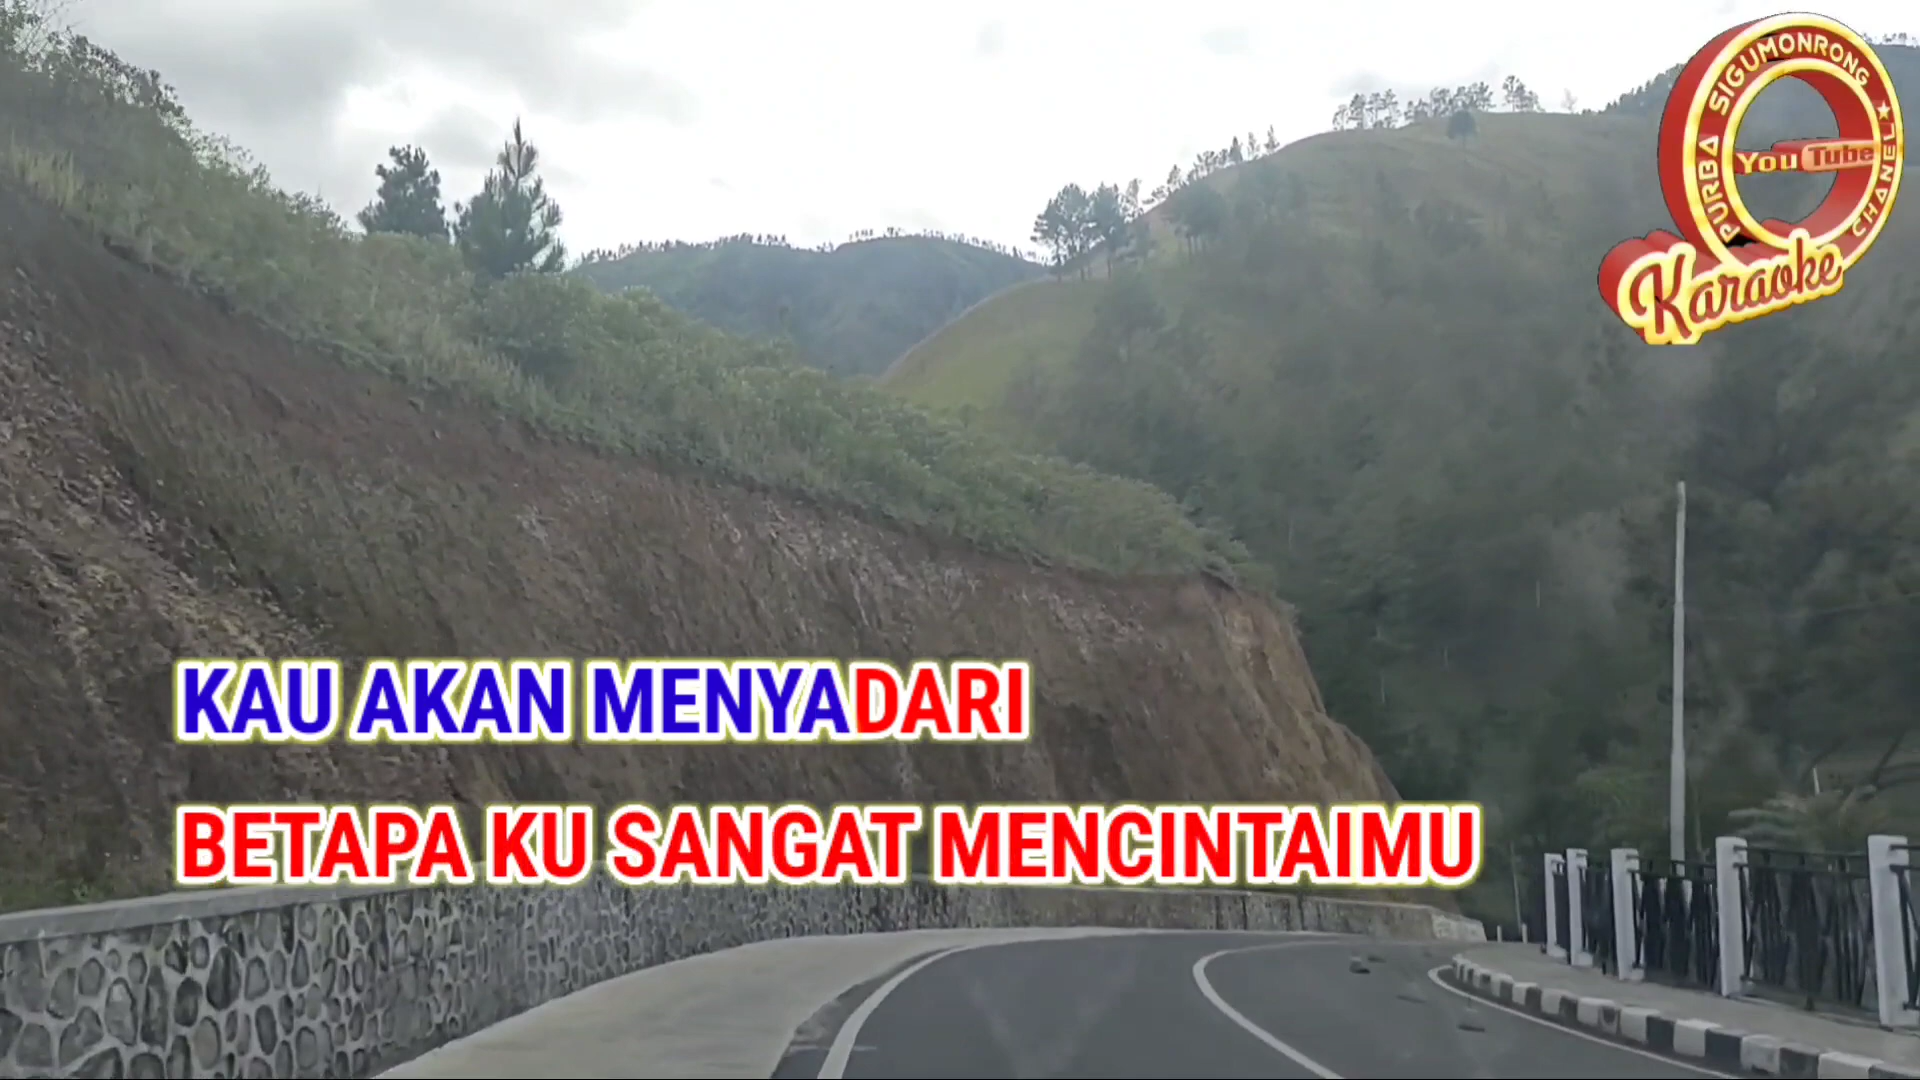 PURBA SIGUMONRONG CHANEL
YouTube
Karaoke
KAU AKAN MENYADARI
BETAPA KU SANGAT MENCINTAIMU